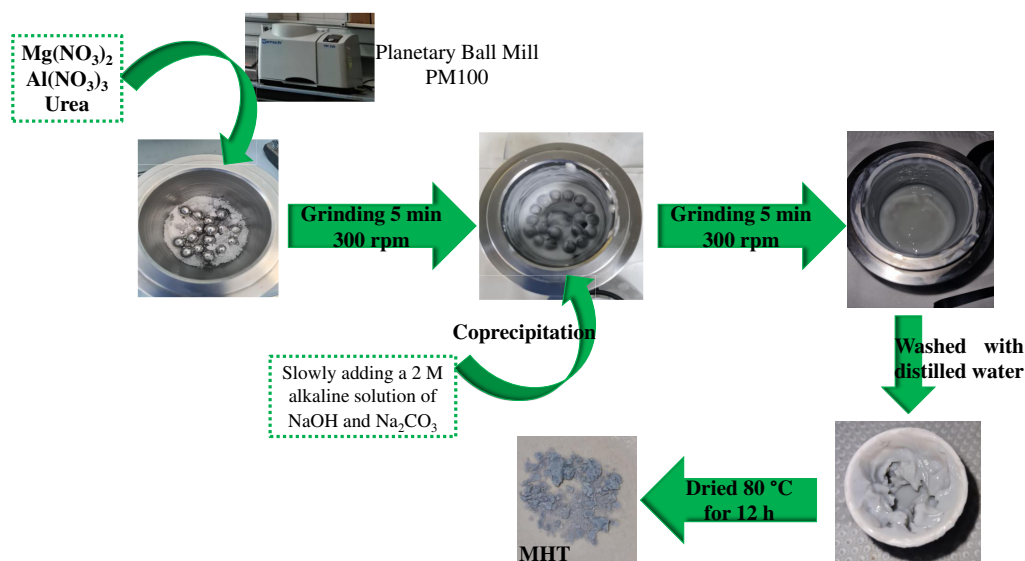 Mg(NO₃)₂
Al(NO₃)₃
Urea
Planetary Ball Mill
PM100
Grinding 5 min
300 rpm
Grinding 5 min
300 rpm
Coprecipitation
Slowly adding a 2 M
alkaline solution of
NaOH and Na₂CO₃
Washed with
distilled water
Dried 80 °C
for 12 h
MHT